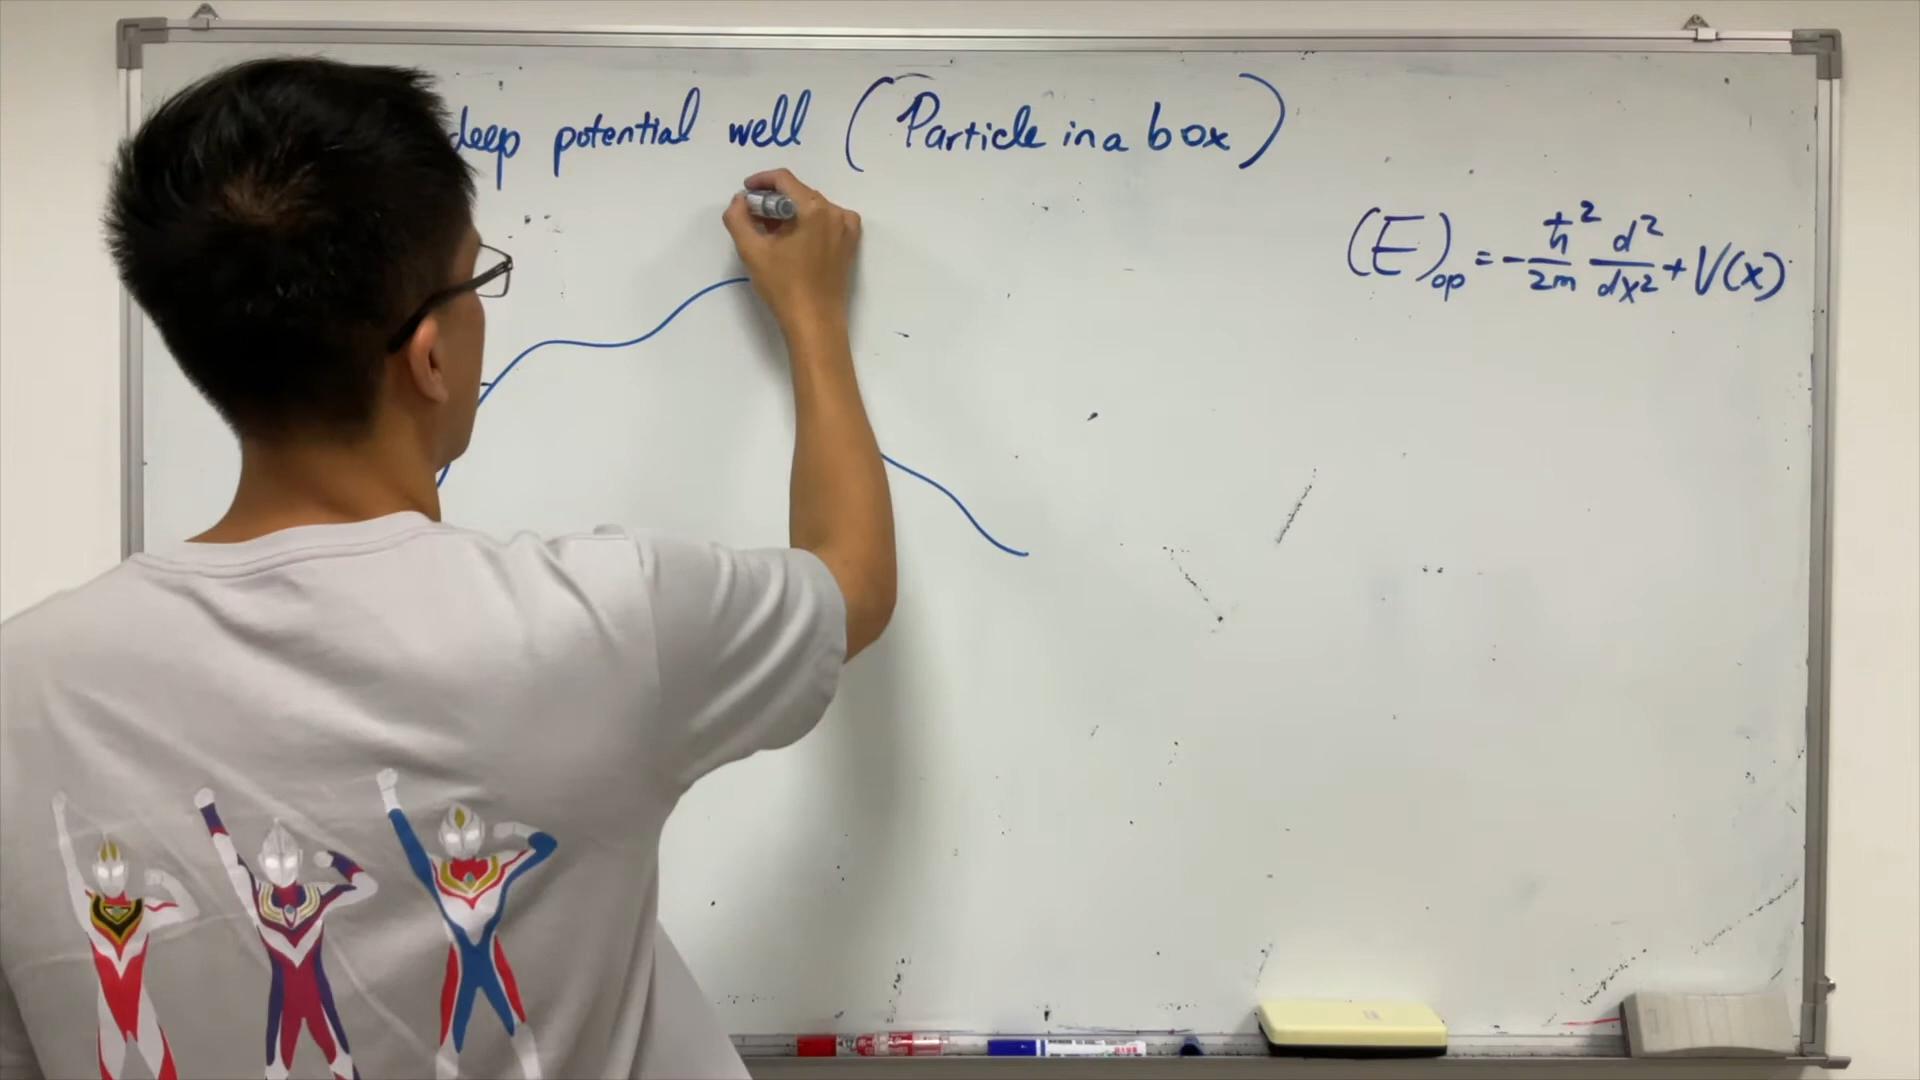 deep potential well (Particle in a box)
(E)op = - ħ²/2m d²/dx² + V(x)